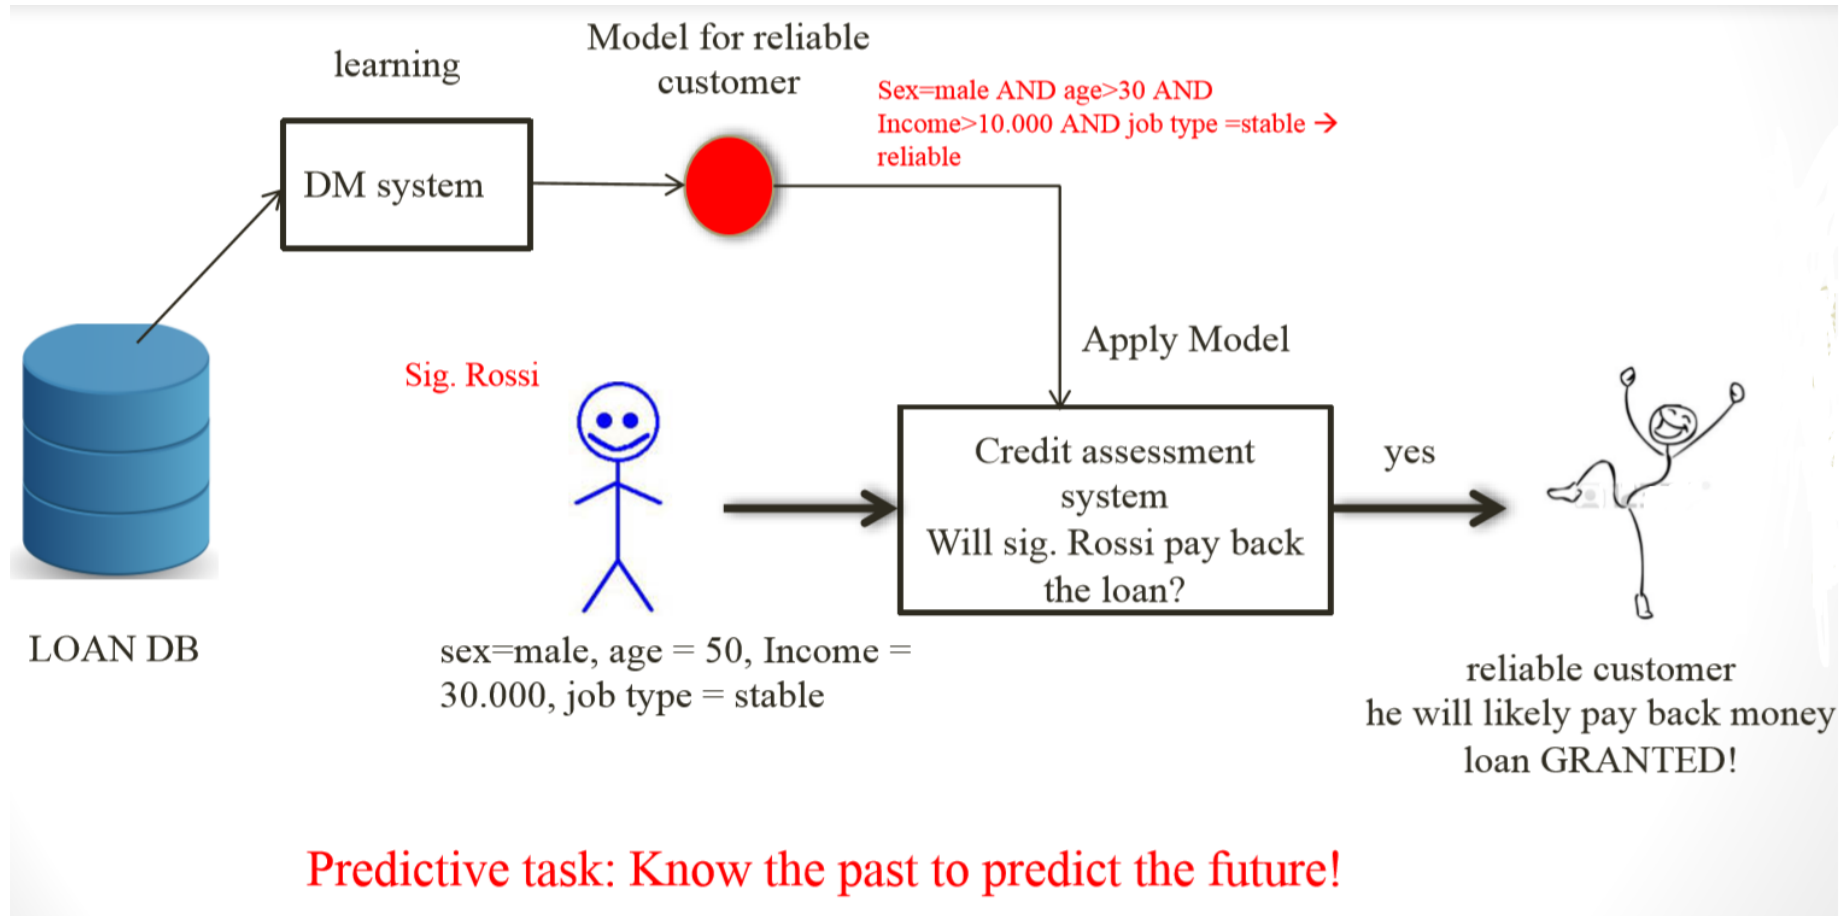 learning
Model for reliable
customer
Sex=male AND age>30 AND
Income>10.000 AND job type =stable →
reliable
DM system
Apply Model
Sig. Rossi
Credit assessment
system
Will sig. Rossi pay back
the loan?
yes
LOAN DB
sex=male, age = 50, Income =
30.000, job type = stable
reliable customer
he will likely pay back money
loan GRANTED!
Predictive task: Know the past to predict the future!